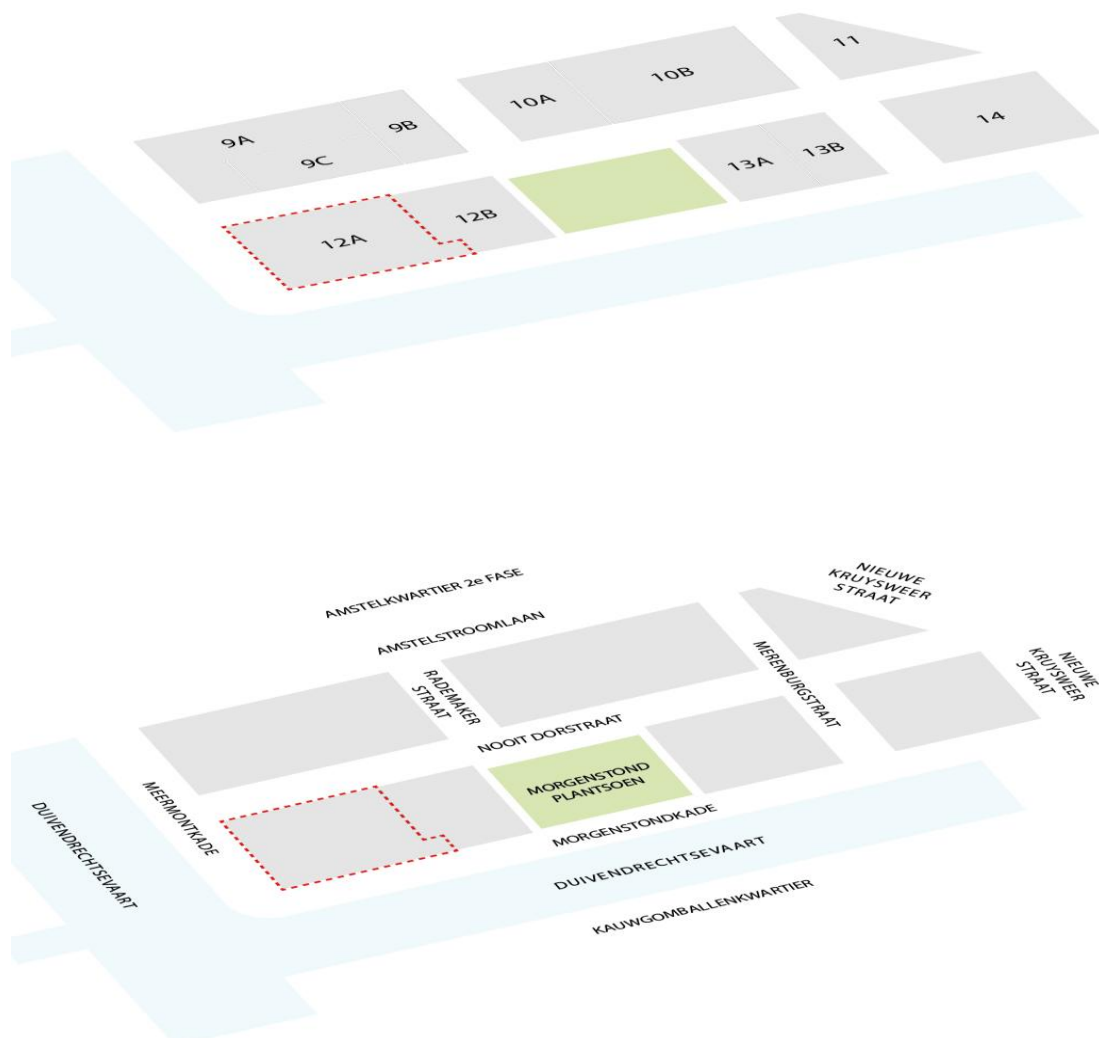 11
10B
10A
14
9B
9A
9C
13B
13A
12B
12A
NIEUWE
KRUYSWEER
STRAAT
AMSTELKWARTIER 2e FASE
AMSTELSTROOMLAAN
RADEMAKER
STRAAT
MERENBURGSTRAAT
NIEUWE
KRUYSWEER
STRAAT
NOOIT DORSTRAAT
MORGENSTOND
PLANTSOEN
MEERMONTKADE
DUIVENDRECHTSEVAART
MORGENSTONDKADE
DUIVENDRECHTSEVAART
KAUWGOMBALLENKWARTIER